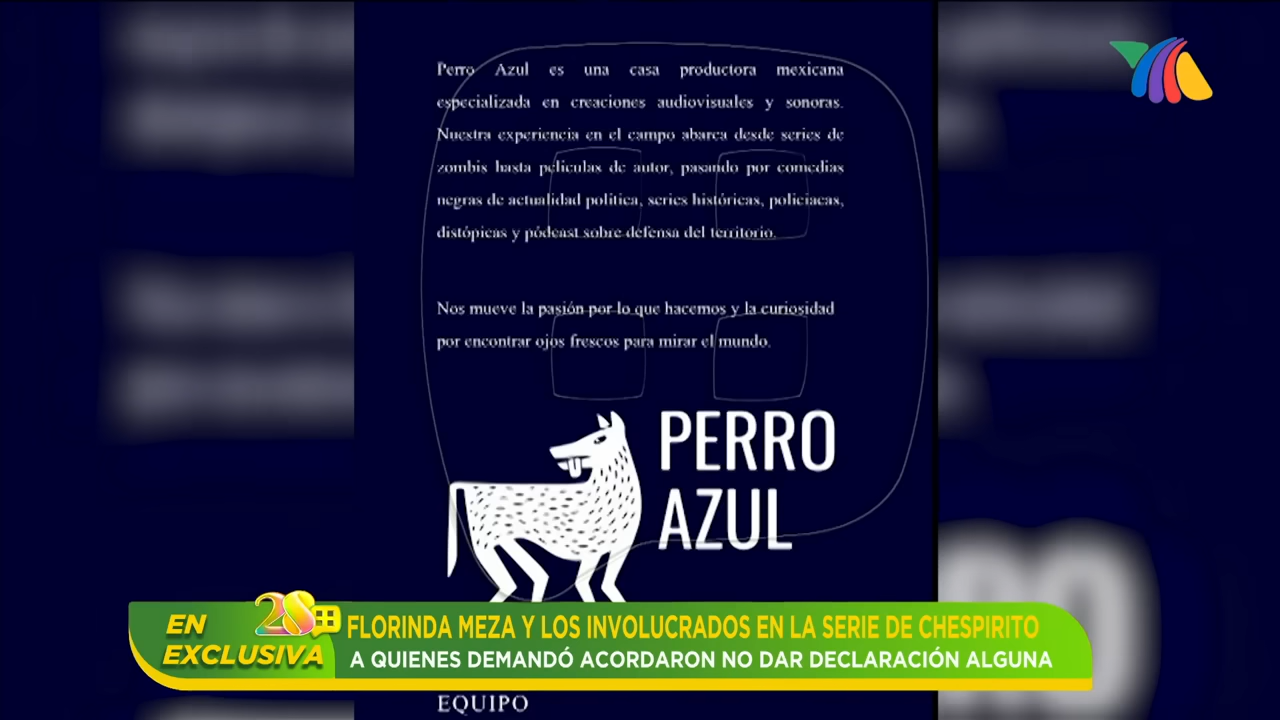 Perro Azul es una casa productora mexicana
especializada en creaciones audiovisuales y sonoras.
Nuestra experiencia en el campo abarca desde series de
zombis hasta películas de autor, pasando por comedias
negras de actualidad política, series históricas, policiacas,
distópicas y pódcast sobre defensa del territorio.
Nos mueve la pasión por lo que hacemos y la curiosidad
por encontrar ojos frescos para mirar el mundo.
PERRO
AZUL
EN
EXCLUSIVA
FLORINDA MEZA Y LOS INVOLUCRADOS EN LA SERIE DE CHESPIRITO
A QUIENES DEMANDÓ ACORDARON NO DAR DECLARACIÓN ALGUNA
EQUIPO